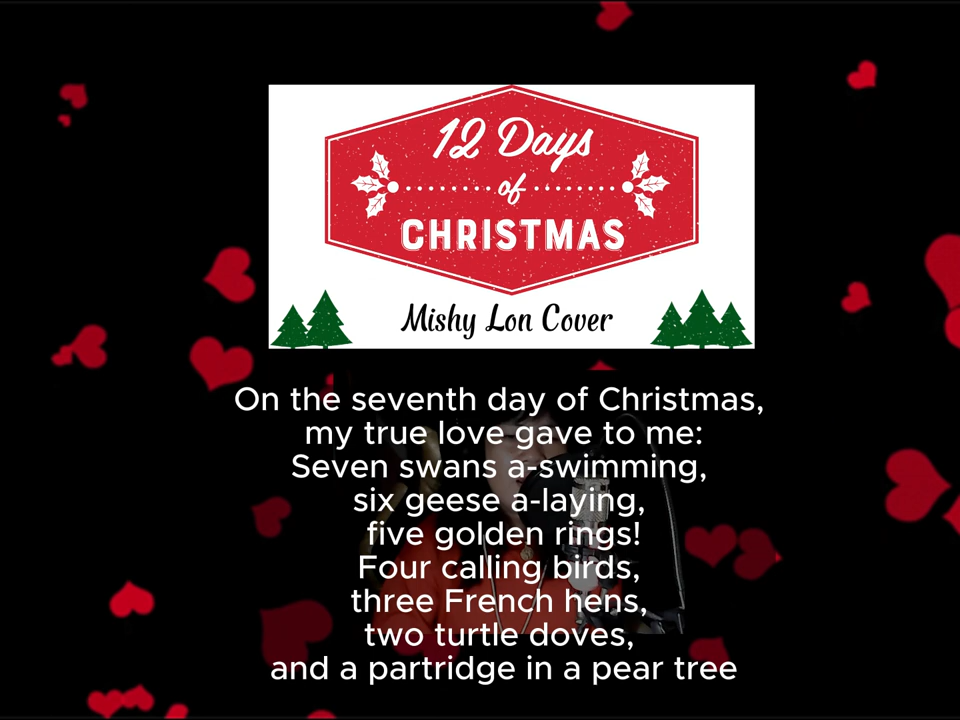 12 Days
of
CHRISTMAS
Mishy Lon Cover
On the seventh day of Christmas,
my true love gave to me:
Seven swans a-swimming,
six geese a-laying,
five golden rings!
Four calling birds,
three French hens,
two turtle doves,
and a partridge in a pear tree